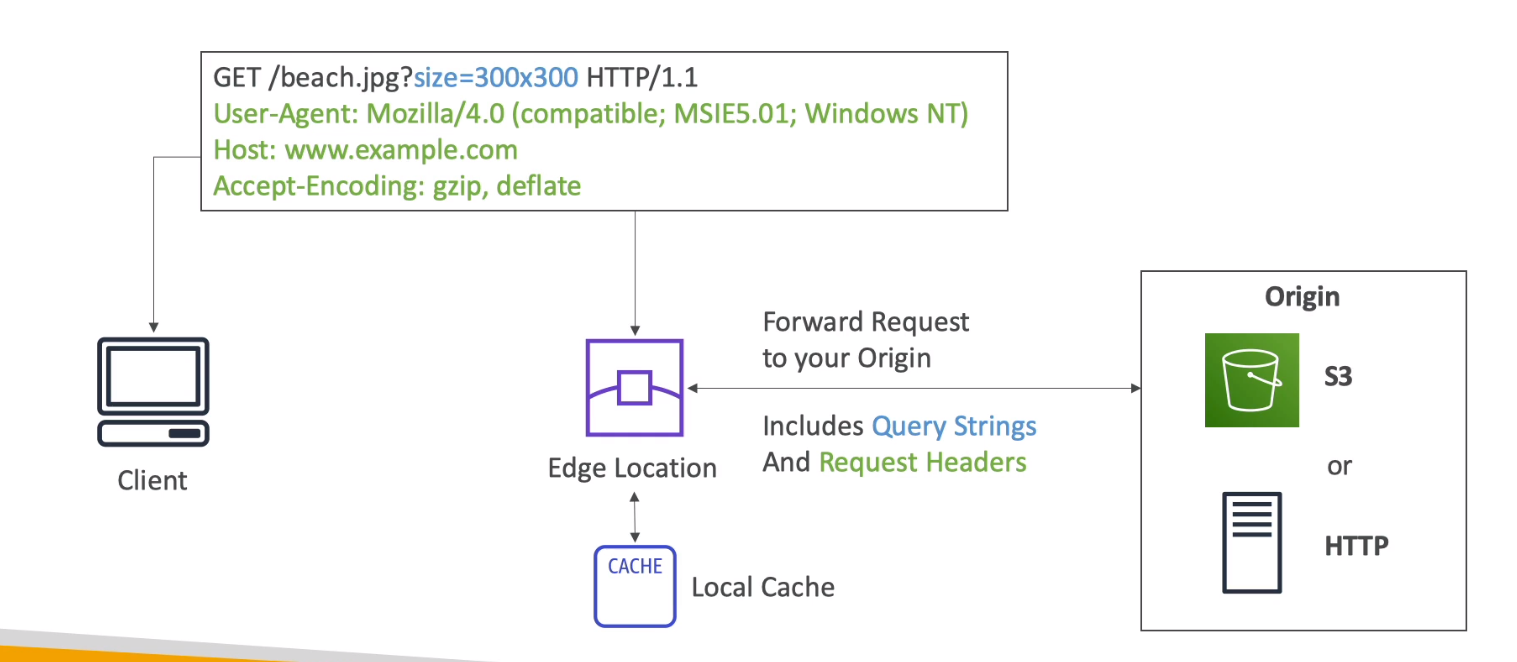 GET /beach.jpg?size=300x300 HTTP/1.1
User-Agent: Mozilla/4.0 (compatible; MSIE5.01; Windows NT)
Host: www.example.com
Accept-Encoding: gzip, deflate
Client
Edge Location
CACHE
Local Cache
Forward Request
to your Origin
Includes Query Strings
And Request Headers
Origin
S3
or
HTTP